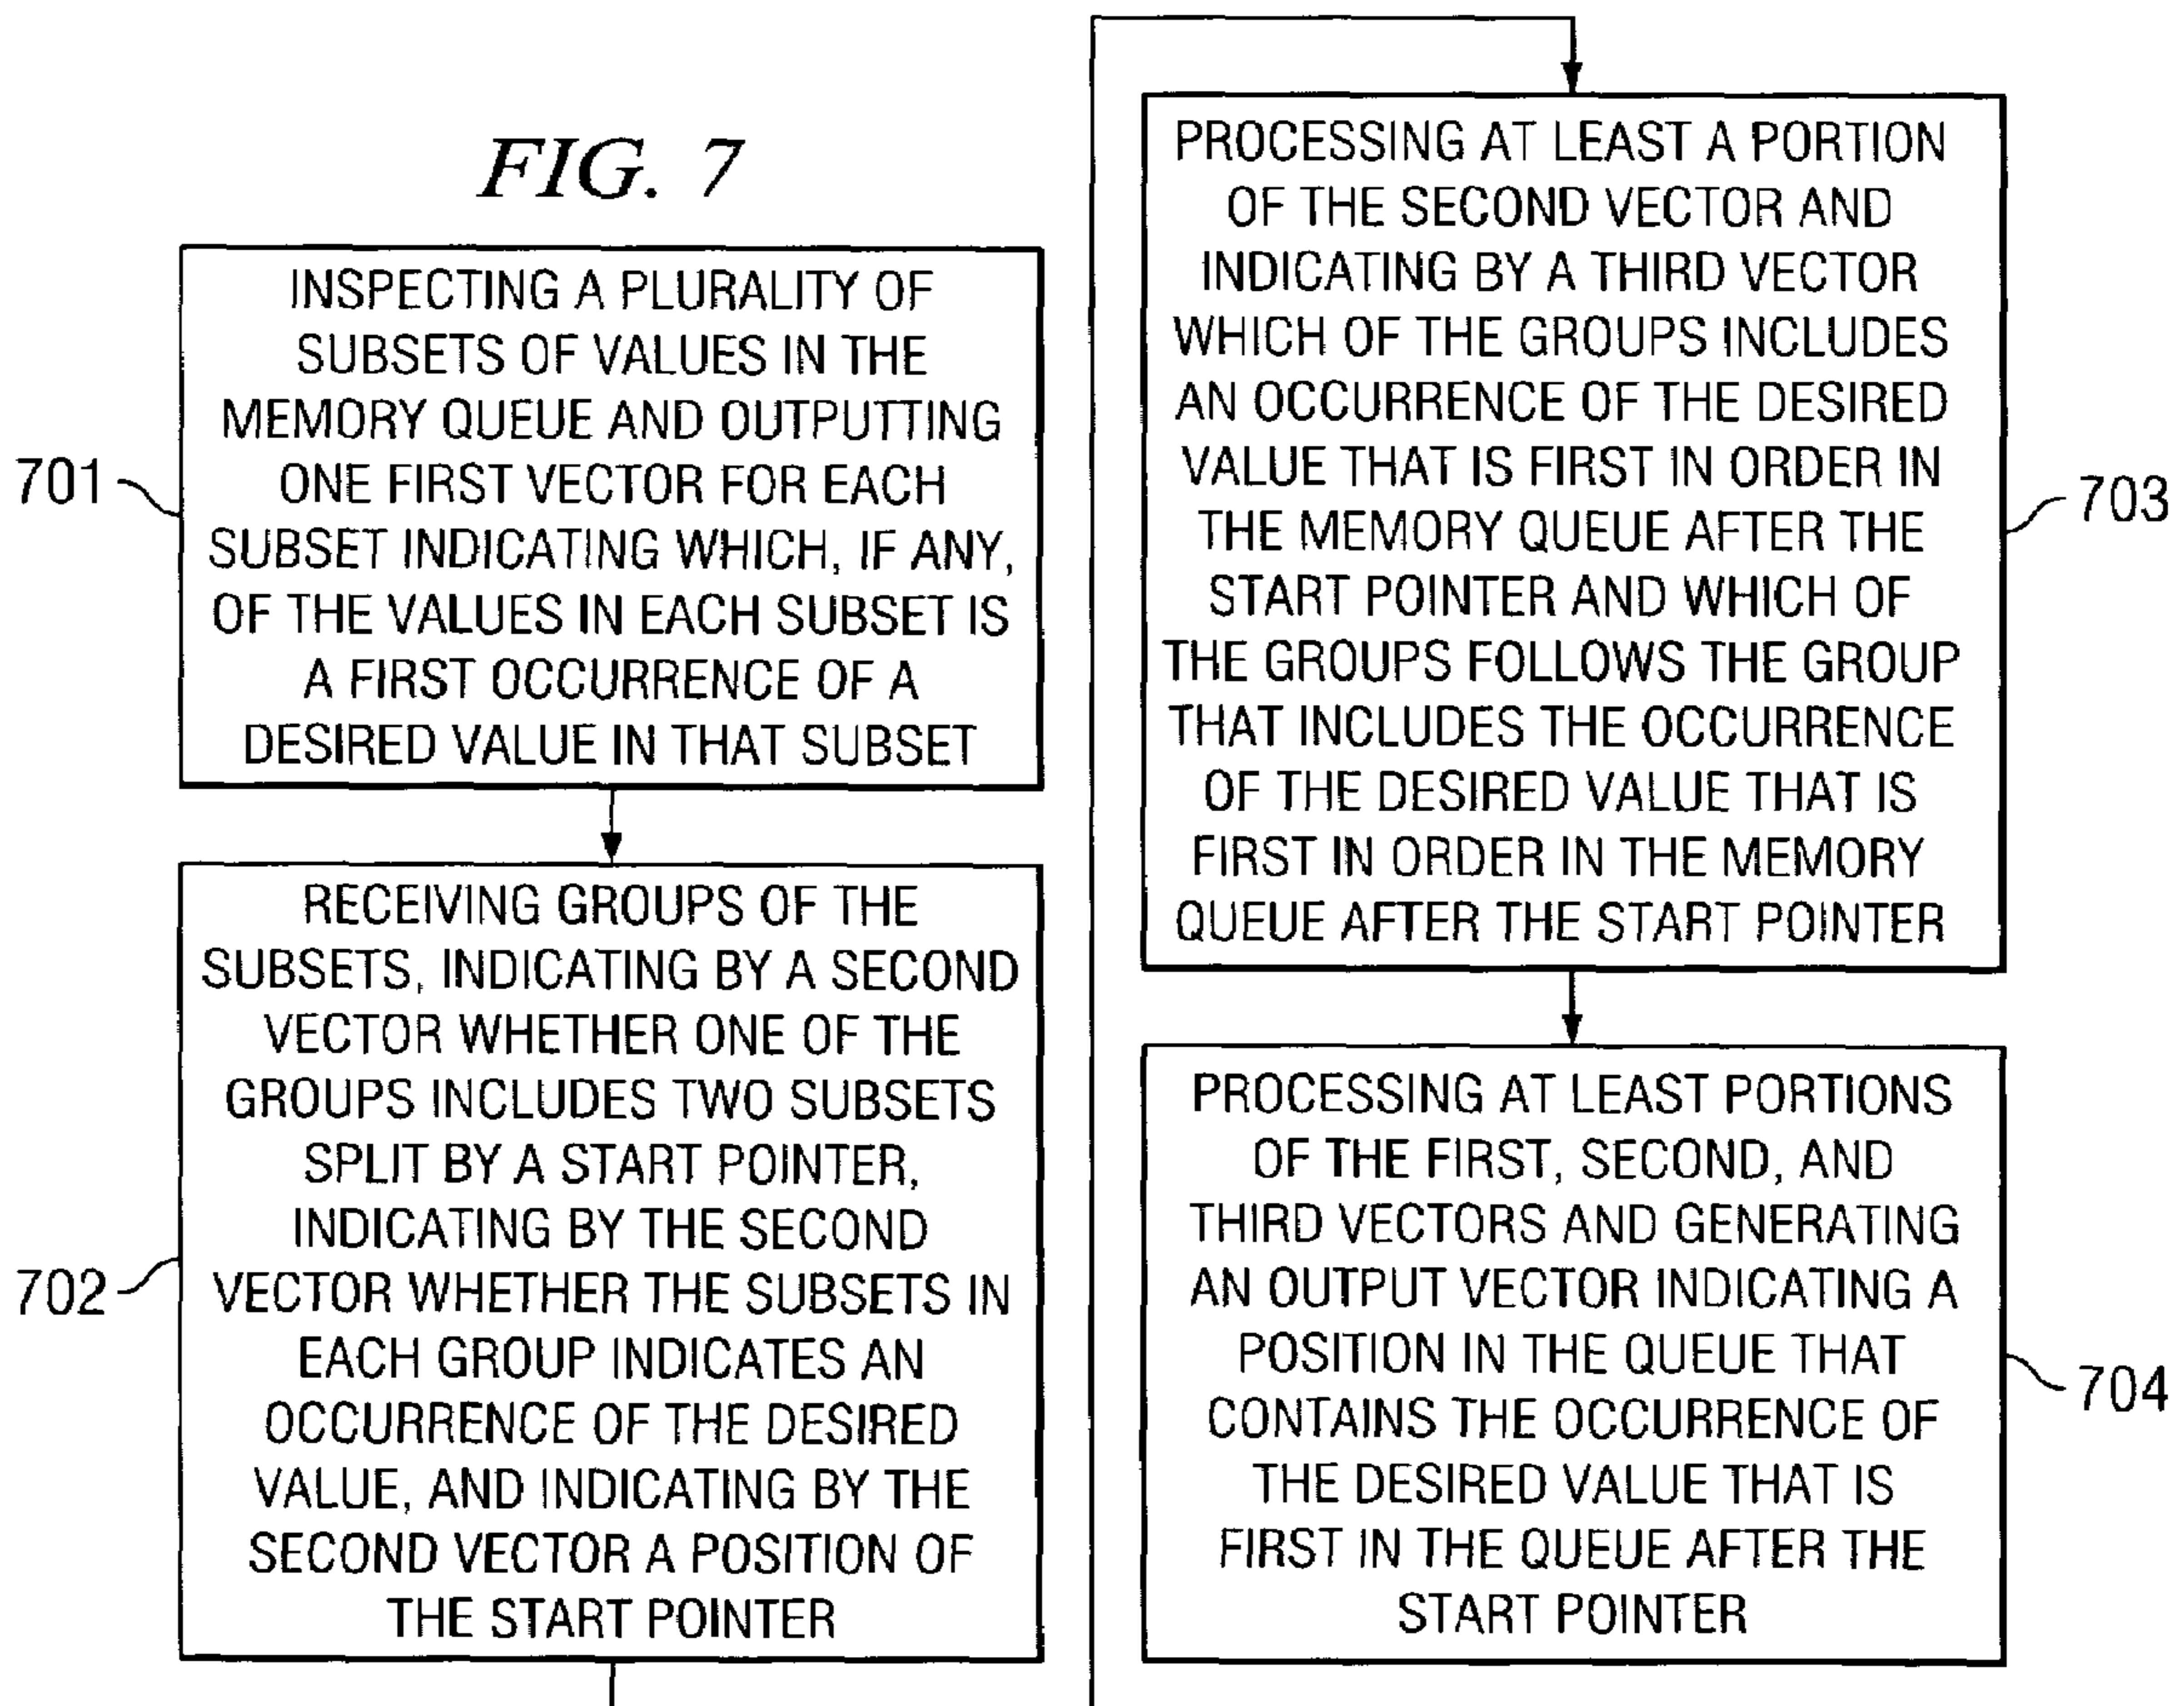 FIG. 7
INSPECTING A PLURALITY OF
SUBSETS OF VALUES IN THE
MEMORY QUEUE AND OUTPUTTING
ONE FIRST VECTOR FOR EACH
SUBSET INDICATING WHICH, IF ANY,
OF THE VALUES IN EACH SUBSET IS
A FIRST OCCURRENCE OF A
DESIRED VALUE IN THAT SUBSET
701
RECEIVING GROUPS OF THE
SUBSETS, INDICATING BY A SECOND
VECTOR WHETHER ONE OF THE
GROUPS INCLUDES TWO SUBSETS
SPLIT BY A START POINTER,
INDICATING BY THE SECOND
VECTOR WHETHER THE SUBSETS IN
EACH GROUP INDICATES AN
OCCURRENCE OF THE DESIRED
VALUE, AND INDICATING BY THE
SECOND VECTOR A POSITION OF
THE START POINTER
702
PROCESSING AT LEAST A PORTION
OF THE SECOND VECTOR AND
INDICATING BY A THIRD VECTOR
WHICH OF THE GROUPS INCLUDES
AN OCCURRENCE OF THE DESIRED
VALUE THAT IS FIRST IN ORDER IN
THE MEMORY QUEUE AFTER THE
START POINTER AND WHICH OF
THE GROUPS FOLLOWS THE GROUP
THAT INCLUDES THE OCCURRENCE
OF THE DESIRED VALUE THAT IS
FIRST IN ORDER IN THE MEMORY
QUEUE AFTER THE START POINTER
703
PROCESSING AT LEAST PORTIONS
OF THE FIRST, SECOND, AND
THIRD VECTORS AND GENERATING
AN OUTPUT VECTOR INDICATING A
POSITION IN THE QUEUE THAT
CONTAINS THE OCCURRENCE OF
THE DESIRED VALUE THAT IS
FIRST IN THE QUEUE AFTER THE
START POINTER
704